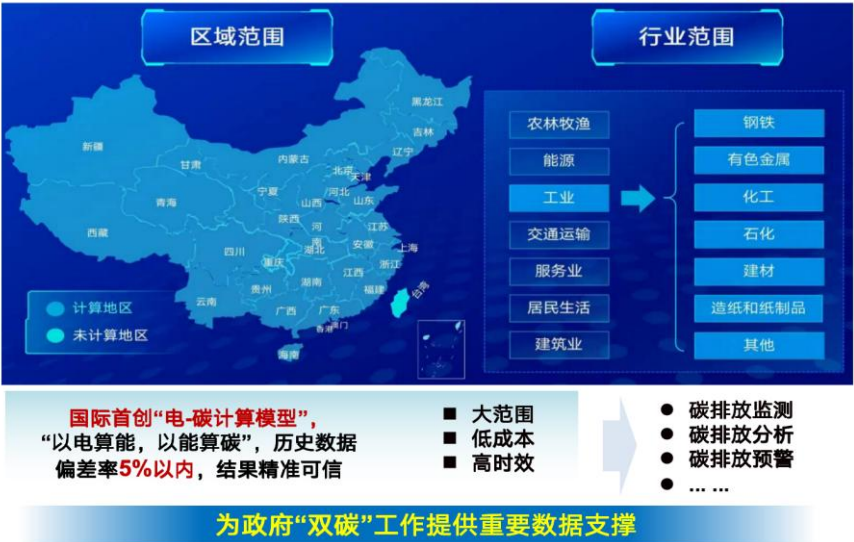 区域范围
行业范围
黑龙江
吉林
辽宁
新疆
内蒙古
甘肃
北京
天津
宁夏
河北
山西
山东
青海
陕西
河南
江苏
西藏
安徽
上海
四川
重庆
湖北
浙江
江西
湖南
贵州
福建
台湾
云南
广西
广东
香港
澳门
海南
计算地区
未计算地区
农林牧渔
能源
工业
交通运输
服务业
居民生活
建筑业
钢铁
有色金属
化工
石化
建材
造纸和纸制品
其他
国际首创“电-碳计算模型”，
“以电算能，以能算碳”，历史数据
偏差率5%以内，结果精准可信
■ 大范围
■ 低成本
■ 高时效
● 碳排放监测
● 碳排放分析
● 碳排放预警
● ... ...
为政府“双碳”工作提供重要数据支撑